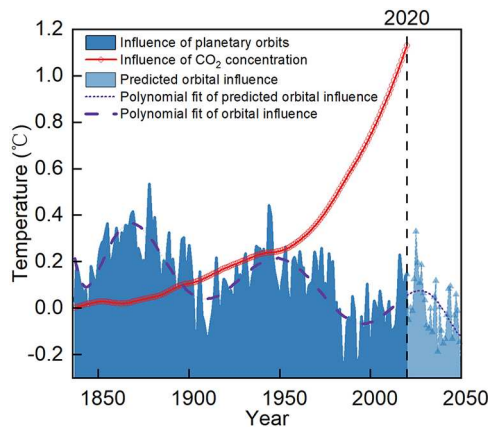 2020
1.2
1.0
0.8
0.6
0.4
0.2
0.0
-0.2
Temperature (℃)
Influence of planetary orbits
Influence of CO₂ concentration
Predicted orbital influence
Polynomial fit of predicted orbital influence
Polynomial fit of orbital influence
1850 1900 1950 2000 2050
Year